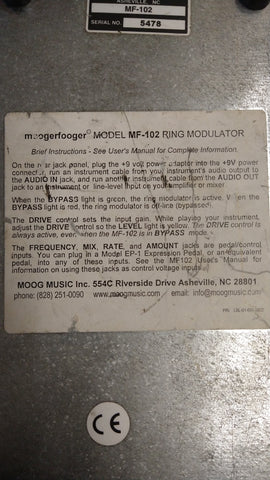 ASHEVILLE, NC
MF-102
SERIAL NO. 5478
moogerfooger® MODEL MF-102 RING MODULATOR
Brief Instructions - See User's Manual for Complete Information.
On the rear jack panel, plug the +9 volt power adaptor into the +9V power
connector, run an instrument cable from your instrument's audio output to
the AUDIO IN jack, and run another instrument cable from the AUDIO OUT
jack to an instrument or line-level input on your amplifier or mixer.
When the BYPASS light is green, the ring modulator is active. When the
BYPASS light is red, the ring modulator is off-line (bypassed).
The DRIVE control sets the input gain. While playing your instrument,
adjust the DRIVE control so the LEVEL light is yellow. The DRIVE control is
always active, even when the MF-102 is in BYPASS mode.
The FREQUENCY, MIX, RATE, and AMOUNT jacks are pedal/control
inputs. You can plug in a Model EP-1 Expression Pedal, or an equivalent
pedal, into any of these inputs. See the MF102 User's Manual for
information on using these jacks as control voltage inputs.
MOOG MUSIC Inc. 554C Riverside Drive Asheville, NC 28801
phone: (828) 251-0090 www.moogmusic.com email: info@moogmusic.com
CE